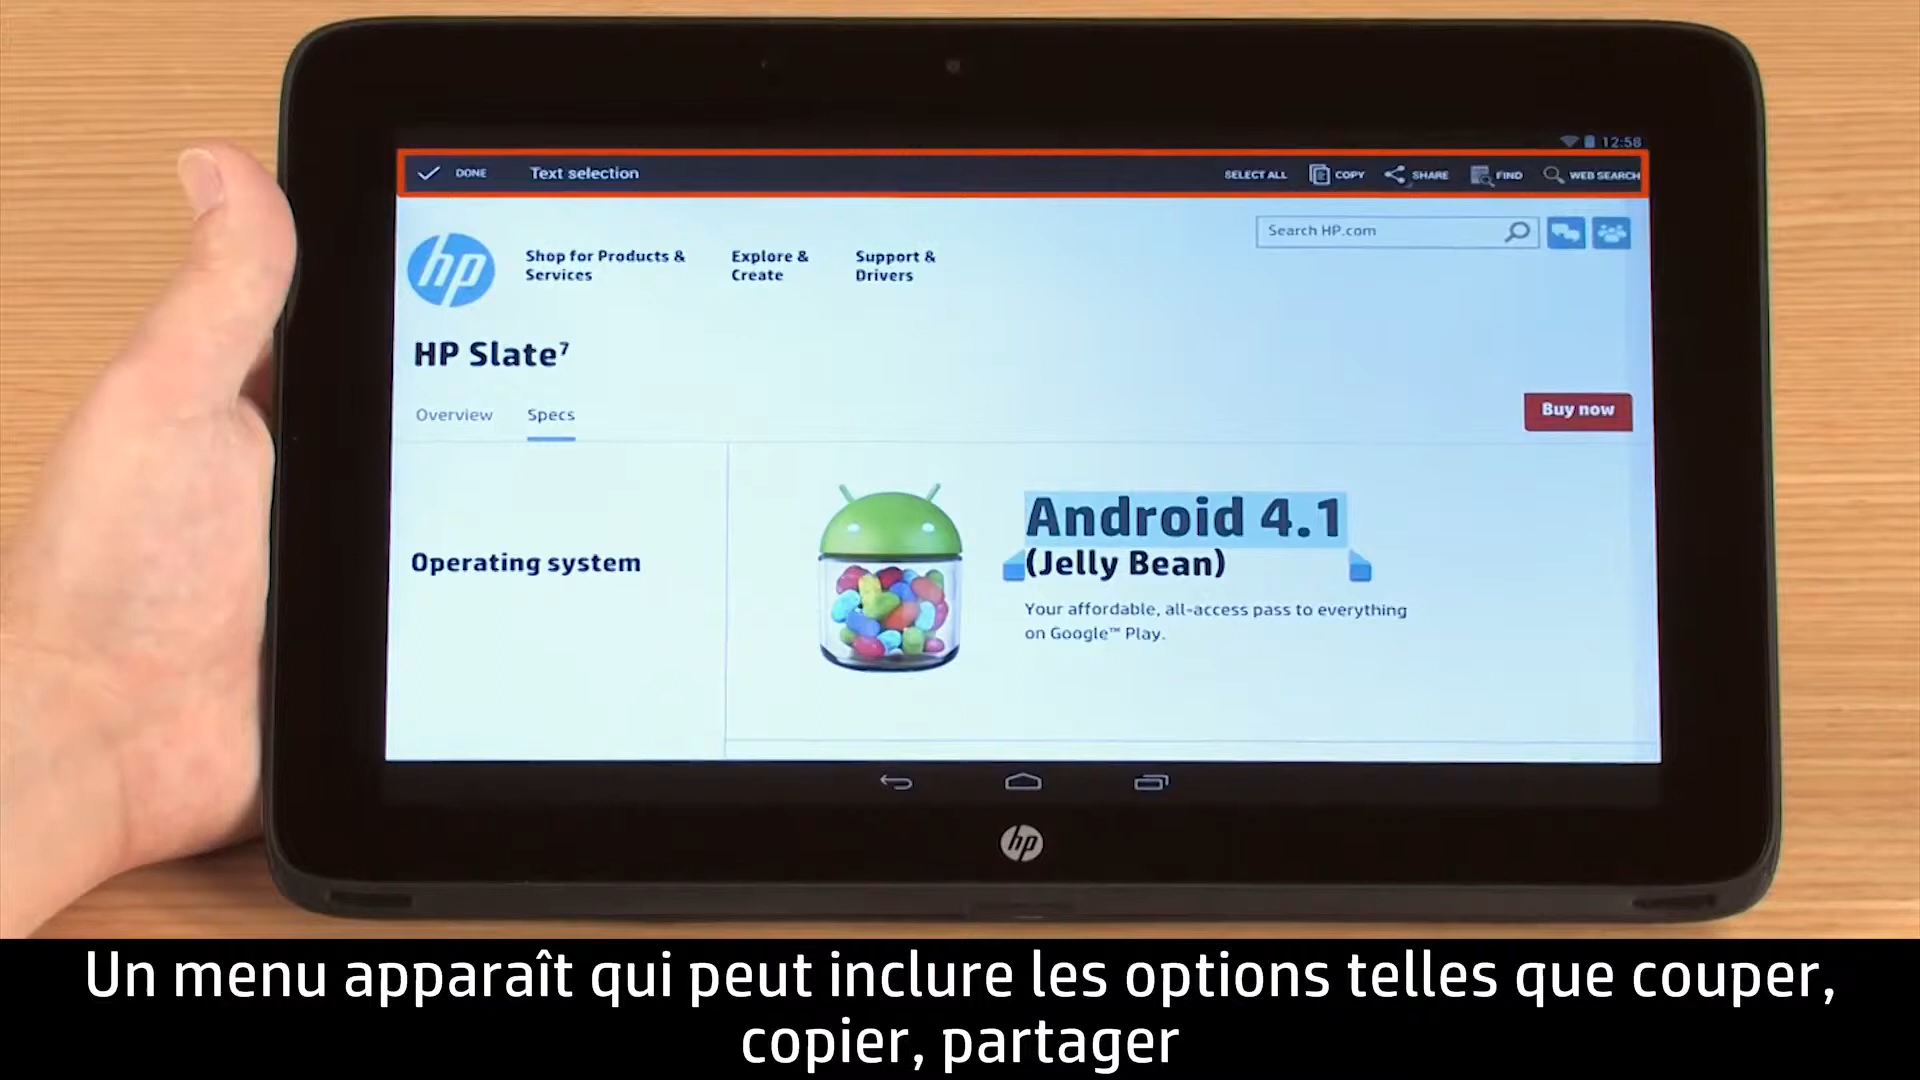 12:58
DONE Text selection SELECT ALL COPY SHARE FIND WEB SEARCH
Search HP.com
hp
Shop for Products & Services
Explore & Create
Support & Drivers
HP Slate⁷
Overview Specs
Buy now
Operating system
Android 4.1
(Jelly Bean)
Your affordable, all-access pass to everything
on Google™ Play.
hp
Un menu apparaît qui peut inclure les options telles que couper,
copier, partager